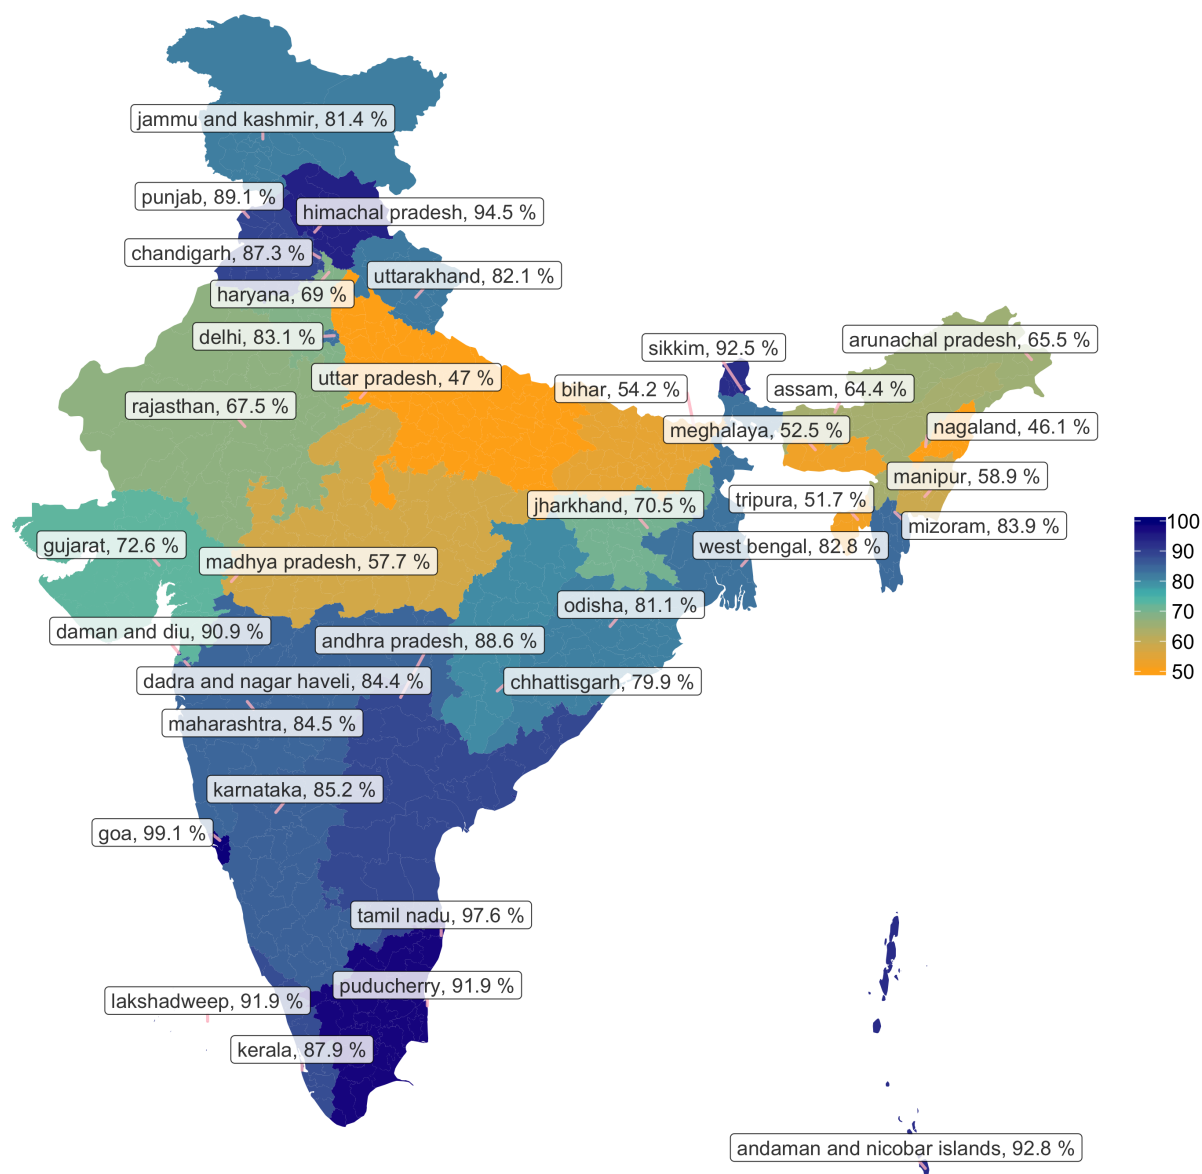 jammu and kashmir, 81.4 %
punjab, 89.1 %
himachal pradesh, 94.5 %
chandigarh, 87.3 %
uttarakhand, 82.1 %
haryana, 69 %
delhi, 83.1 %
arunachal pradesh, 65.5 %
sikkim, 92.5 %
uttar pradesh, 47 %
bihar, 54.2 %
assam, 64.4 %
rajasthan, 67.5 %
meghalaya, 52.5 %
nagaland, 46.1 %
manipur, 58.9 %
jharkhand, 70.5 %
tripura, 51.7 %
mizoram, 83.9 %
gujarat, 72.6 %
west bengal, 82.8 %
madhya pradesh, 57.7 %
odisha, 81.1 %
daman and diu, 90.9 %
andhra pradesh, 88.6 %
dadra and nagar haveli, 84.4 %
chhattisgarh, 79.9 %
maharashtra, 84.5 %
karnataka, 85.2 %
goa, 99.1 %
tamil nadu, 97.6 %
puducherry, 91.9 %
lakshadweep, 91.9 %
kerala, 87.9 %
andaman and nicobar islands, 92.8 %
100
90
80
70
60
50